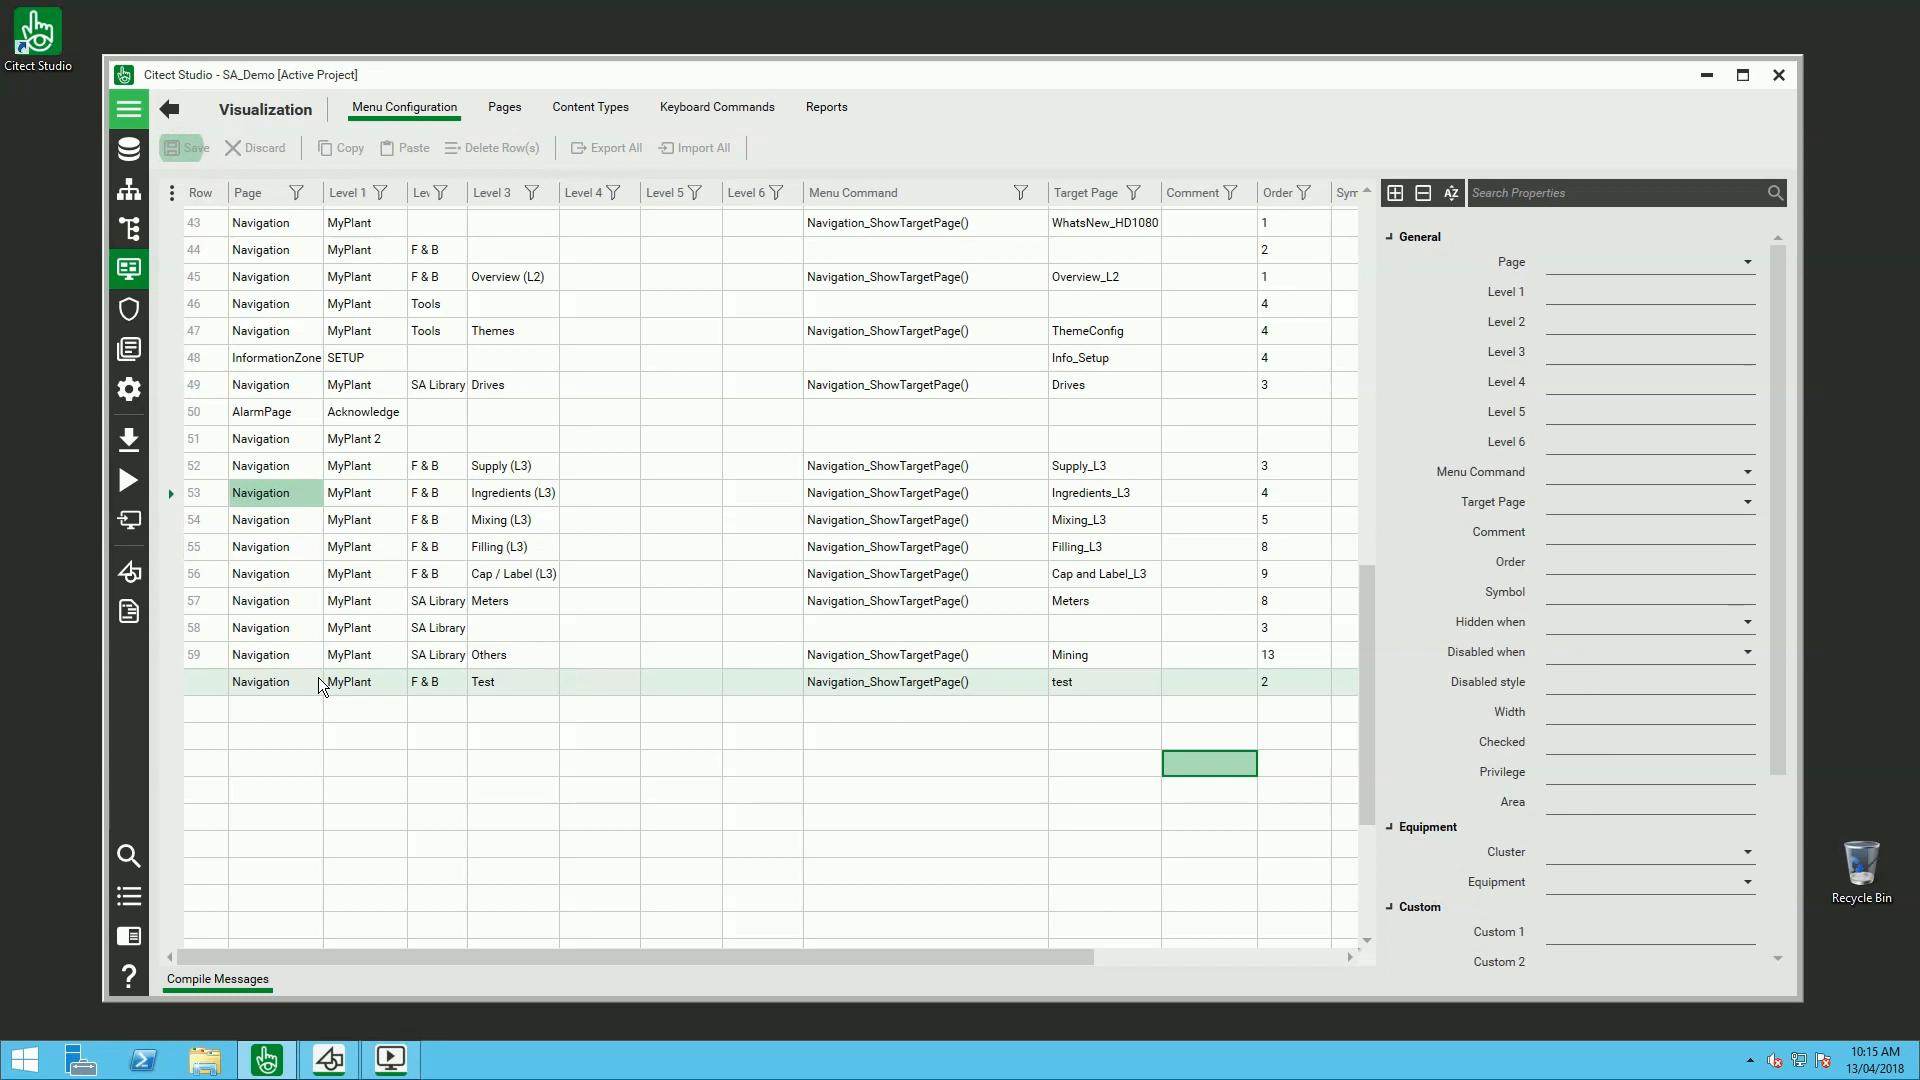 Citect Studio
Citect Studio - SA_Demo [Active Project]
Visualization Menu Configuration Pages Content Types Keyboard Commands Reports
Save Discard Copy Paste Delete Row(s) Export All Import All
Row Page Level 1 Lev Level 3 Level 4 Level 5 Level 6 Menu Command Target Page Comment Order Sym
43 Navigation MyPlant Navigation_ShowTargetPage() WhatsNew_HD1080 1
44 Navigation MyPlant F & B 2
45 Navigation MyPlant F & B Overview (L2) Navigation_ShowTargetPage() Overview_L2 1
46 Navigation MyPlant Tools 4
47 Navigation MyPlant Tools Themes Navigation_ShowTargetPage() ThemeConfig 4
48 InformationZone SETUP Info_Setup 4
49 Navigation MyPlant SA Library Drives Navigation_ShowTargetPage() Drives 3
50 AlarmPage Acknowledge
51 Navigation MyPlant 2
52 Navigation MyPlant F & B Supply (L3) Navigation_ShowTargetPage() Supply_L3 3
53 Navigation MyPlant F & B Ingredients (L3) Navigation_ShowTargetPage() Ingredients_L3 4
54 Navigation MyPlant F & B Mixing (L3) Navigation_ShowTargetPage() Mixing_L3 5
55 Navigation MyPlant F & B Filling (L3) Navigation_ShowTargetPage() Filling_L3 8
56 Navigation MyPlant F & B Cap / Label (L3) Navigation_ShowTargetPage() Cap and Label_L3 9
57 Navigation MyPlant SA Library Meters Navigation_ShowTargetPage() Meters 8
58 Navigation MyPlant SA Library 3
59 Navigation MyPlant SA Library Others Navigation_ShowTargetPage() Mining 13
Navigation MyPlant F & B Test Navigation_ShowTargetPage() test 2
Compile Messages
Search Properties
General
Page
Level 1
Level 2
Level 3
Level 4
Level 5
Level 6
Menu Command
Target Page
Comment
Order
Symbol
Hidden when
Disabled when
Disabled style
Width
Checked
Privilege
Area
Equipment
Cluster
Equipment
Custom
Custom 1
Custom 2
Recycle Bin
10:15 AM
13/04/2018